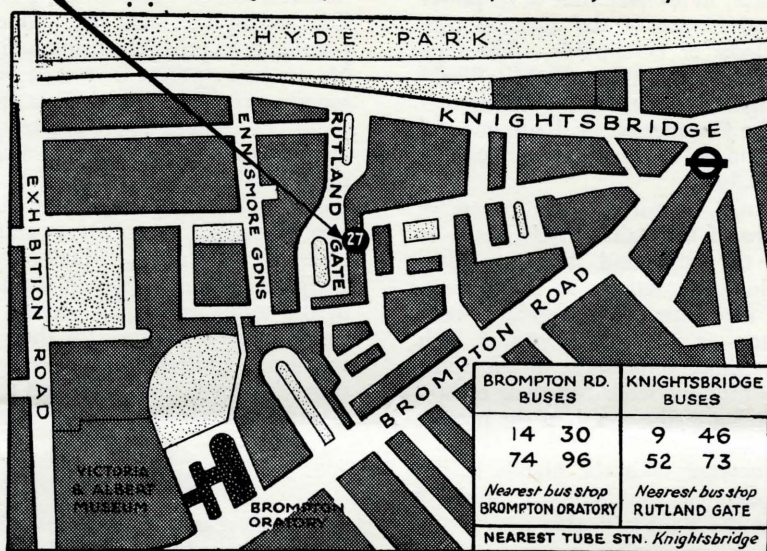 HYDE PARK
KNIGHTSBRIDGE
RUTLAND GATE
ENNISMORE GDNS
EXHIBITION ROAD
27
BROMPTON ROAD
VICTORIA
& ALBERT
MUSEUM
BROMPTON
ORATORY
BROMPTON RD.
BUSES
14 30
74 96
Nearest bus stop
BROMPTON ORATORY
KNIGHTSBRIDGE
BUSES
9 46
52 73
Nearest bus stop
RUTLAND GATE
NEAREST TUBE STN. Knightsbridge